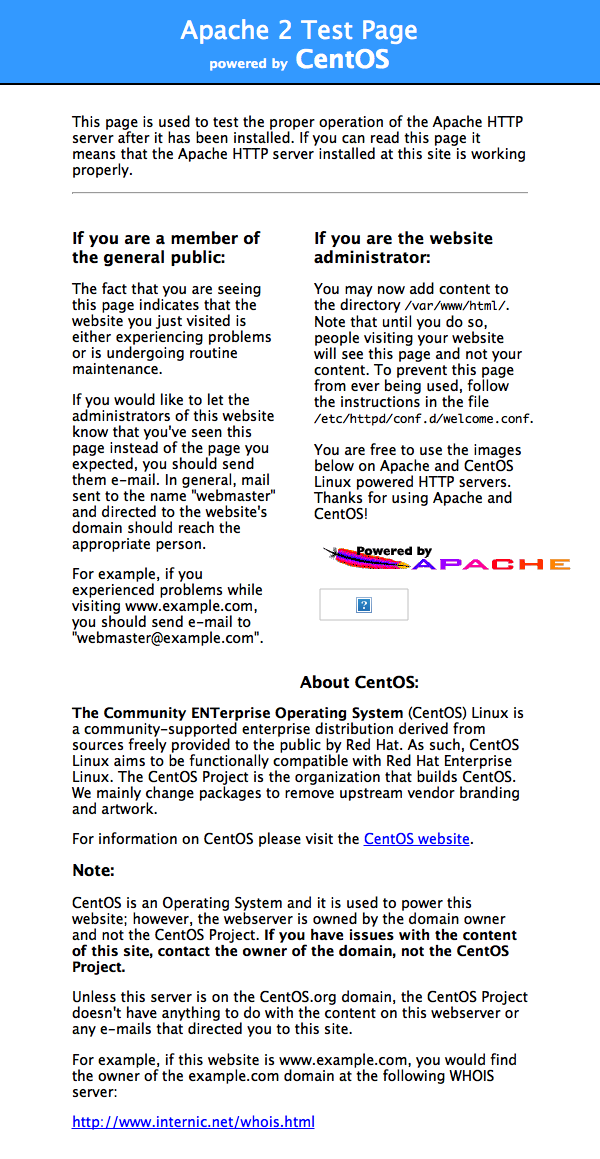 Apache 2 Test Page
powered by CentOS
This page is used to test the proper operation of the Apache HTTP
server after it has been installed. If you can read this page it
means that the Apache HTTP server installed at this site is working
properly.
If you are a member of
the general public:
The fact that you are seeing
this page indicates that the
website you just visited is
either experiencing problems
or is undergoing routine
maintenance.
If you would like to let the
administrators of this website
know that you've seen this
page instead of the page you
expected, you should send
them e-mail. In general, mail
sent to the name "webmaster"
and directed to the website's
domain should reach the
appropriate person.
For example, if you
experienced problems while
visiting www.example.com,
you should send e-mail to
"webmaster@example.com".
If you are the website
administrator:
You may now add content to
the directory /var/www/html/.
Note that until you do so,
people visiting your website
will see this page and not your
content. To prevent this page
from ever being used, follow
the instructions in the file
/etc/httpd/conf.d/welcome.conf.
You are free to use the images
below on Apache and CentOS
Linux powered HTTP servers.
Thanks for using Apache and
CentOS!
Powered by
APACHE
?
About CentOS:
The Community ENTerprise Operating System (CentOS) Linux is
a community-supported enterprise distribution derived from
sources freely provided to the public by Red Hat. As such, CentOS
Linux aims to be functionally compatible with Red Hat Enterprise
Linux. The CentOS Project is the organization that builds CentOS.
We mainly change packages to remove upstream vendor branding
and artwork.
For information on CentOS please visit the CentOS website.
Note:
CentOS is an Operating System and it is used to power this
website; however, the webserver is owned by the domain owner
and not the CentOS Project. If you have issues with the content
of this site, contact the owner of the domain, not the CentOS
Project.
Unless this server is on the CentOS.org domain, the CentOS Project
doesn't have anything to do with the content on this webserver or
any e-mails that directed you to this site.
For example, if this website is www.example.com, you would find
the owner of the example.com domain at the following WHOIS
server:
http://www.internic.net/whois.html